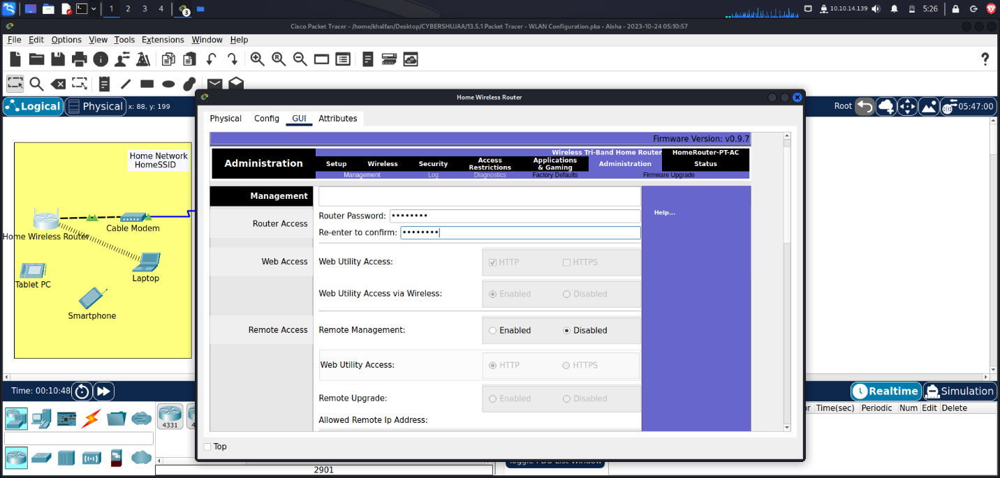 1 2 3 4 3 10.10.14.139 5:26
Cisco Packet Tracer - /home/khalfan/Desktop/CYBERSHUJAA/13.5.1 Packet Tracer - WLAN Configuration.pka - Aisha - 2023-10-24 05:10:57
File Edit Options View Tools Extensions Window Help
Logical Physical x: 88, y: 199 Root 05:47:00
Home Wireless Router
Physical Config GUI Attributes
Firmware Version: v0.9.7
Wireless Tri-Band Home Router HomeRouter-PT-AC
Administration Setup Wireless Security Access Restrictions Applications & Gaming Administration Status
Management Log Diagnostics Factory Defaults Firmware Upgrade
Management
Router Access
Router Password: ••••••••
Re-enter to confirm: ••••••••
Help...
Web Access
Web Utility Access: HTTP HTTPS
Web Utility Access via Wireless: Enabled Disabled
Remote Access
Remote Management: Enabled Disabled
Web Utility Access: HTTP HTTPS
Remote Upgrade: Enabled Disabled
Allowed Remote Ip Address:
Top
Home Network
HomeSSID
Cable Modem
Home Wireless Router
Laptop
Tablet PC
Smartphone
Time: 00:10:48 Realtime Simulation
Time(sec) Periodic Num Edit Delete
4331
2901
Toggle PDU List Window